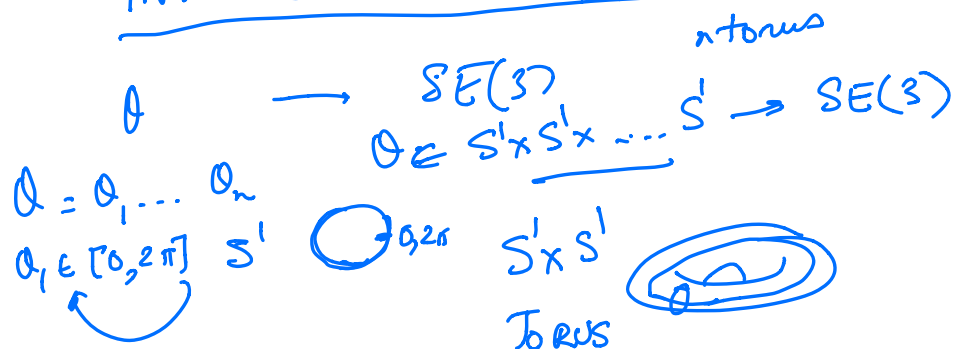 n torus
θ → SE(3)
θ ∈ S¹ x S¹ x .... S¹ → SE(3)
θ = θ₁ ... θₙ
θ₁ ∈ [0, 2π] S¹ 0, 2π S¹ x S¹
TORUS